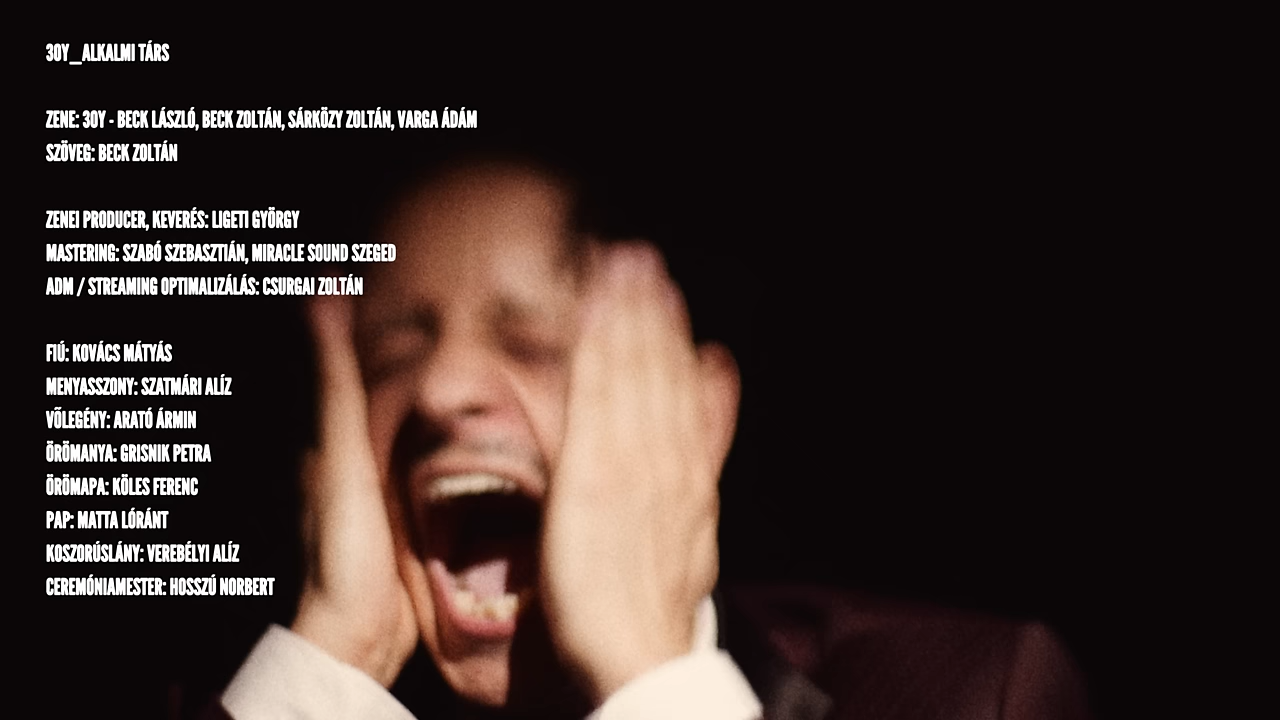 30Y_ALKALMI TÁRS
ZENE: 30Y - BECK LÁSZLÓ, BECK ZOLTÁN, SÁRKÖZY ZOLTÁN, VARGA ÁDÁM
SZÖVEG: BECK ZOLTÁN
ZENEI PRODUCER, KEVERÉS: LIGETI GYÖRGY
MASTERING: SZABÓ SZEBASZTIÁN, MIRACLE SOUND SZEGED
ADM / STREAMING OPTIMALIZÁLÁS: CSURGAI ZOLTÁN
FIÚ: KOVÁCS MÁTYÁS
MENYASSZONY: SZATMÁRI ALÍZ
VŐLEGÉNY: ARATÓ ÁRMIN
ÖRÖMANYA: GRISNIK PETRA
ÖRÖMAPA: KÖLES FERENC
PAP: MATTA LÓRÁNT
KOSZORÚSLÁNY: VEREBÉLYI ALÍZ
CEREMÓNIAMESTER: HOSSZÚ NORBERT